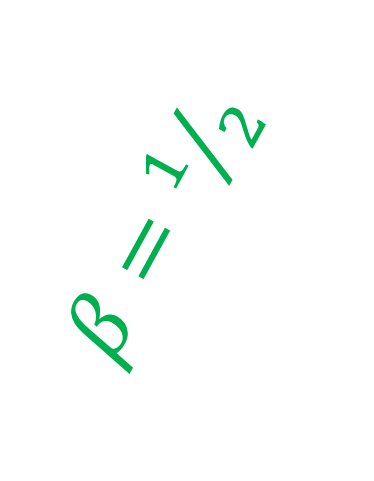 β = 1/2